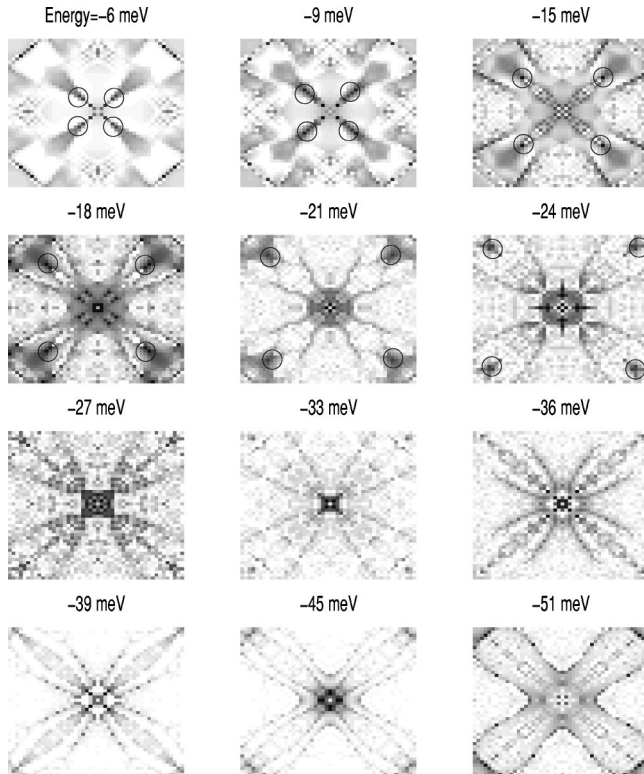 Energy=−6 meV
−9 meV
−15 meV
−18 meV
−21 meV
−24 meV
−27 meV
−33 meV
−36 meV
−39 meV
−45 meV
−51 meV